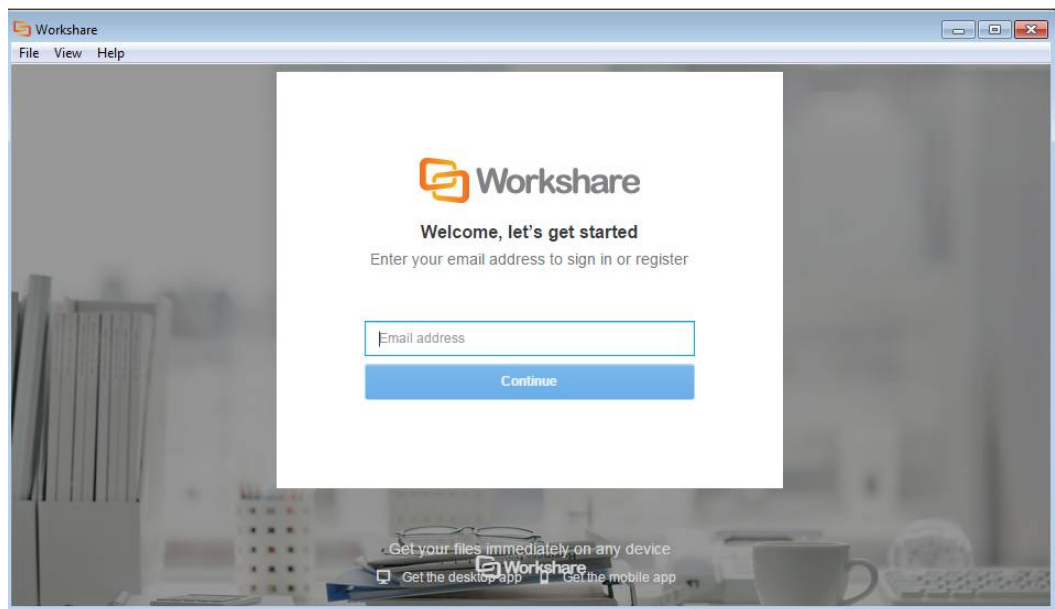 Workshare
File View Help
Workshare
Welcome, let's get started
Enter your email address to sign in or register
Email address
Continue
Get your files immediately on any device
Workshare
Get the desktop app Get the mobile app